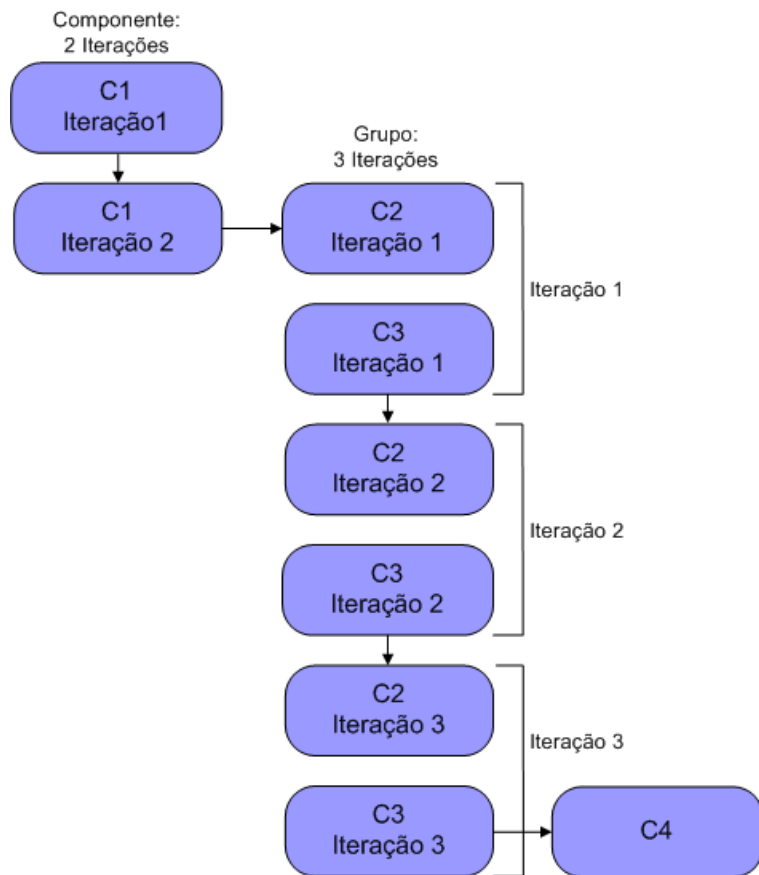 Componente:
2 Iterações
C1
Iteração1
C1
Iteração 2
Grupo:
3 Iterações
C2
Iteração 1
C3
Iteração 1
Iteração 1
C2
Iteração 2
C3
Iteração 2
Iteração 2
C2
Iteração 3
C3
Iteração 3
Iteração 3
C4